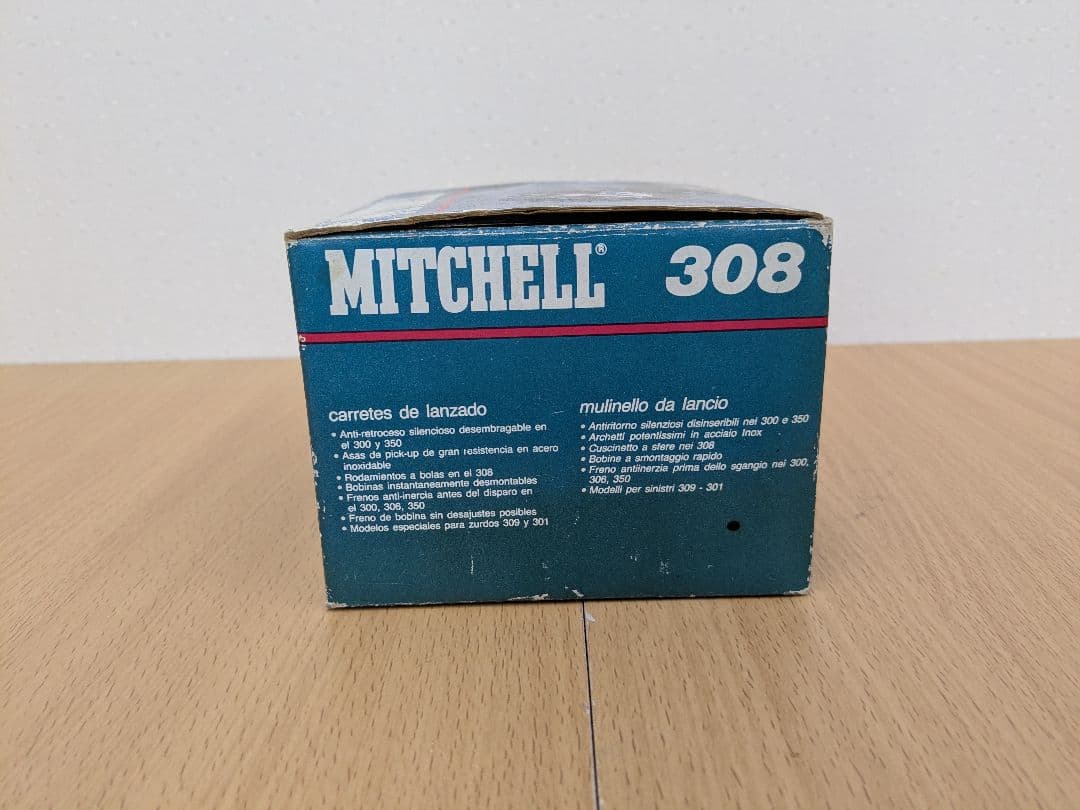 MITCHELL® 308
carretes de lanzado
• Anti-retroceso silencioso desembragable en
el 300 y 350
• Asas de pick-up de gran resistencia en acero
inoxidable
• Rodamientos a bolas en el 308
• Bobinas instantaneamente desmontables
• Frenos anti-inercia antes del disparo en
el 300, 306, 350
• Freno de bobina sin desajustes posibles
• Modelos especiales para zurdos 309 y 301
mulinello da lancio
• Antiritorno silenziosi disinseribili nei 300 e 350
• Archetti potentissimi in acciaio Inox
• Cuscinetto a sfere nei 308
• Bobine a smontaggio rapido
• Freno antiinerzia prima dello sgangio nei 300,
306, 350
• Modelli per sinistri 309 - 301